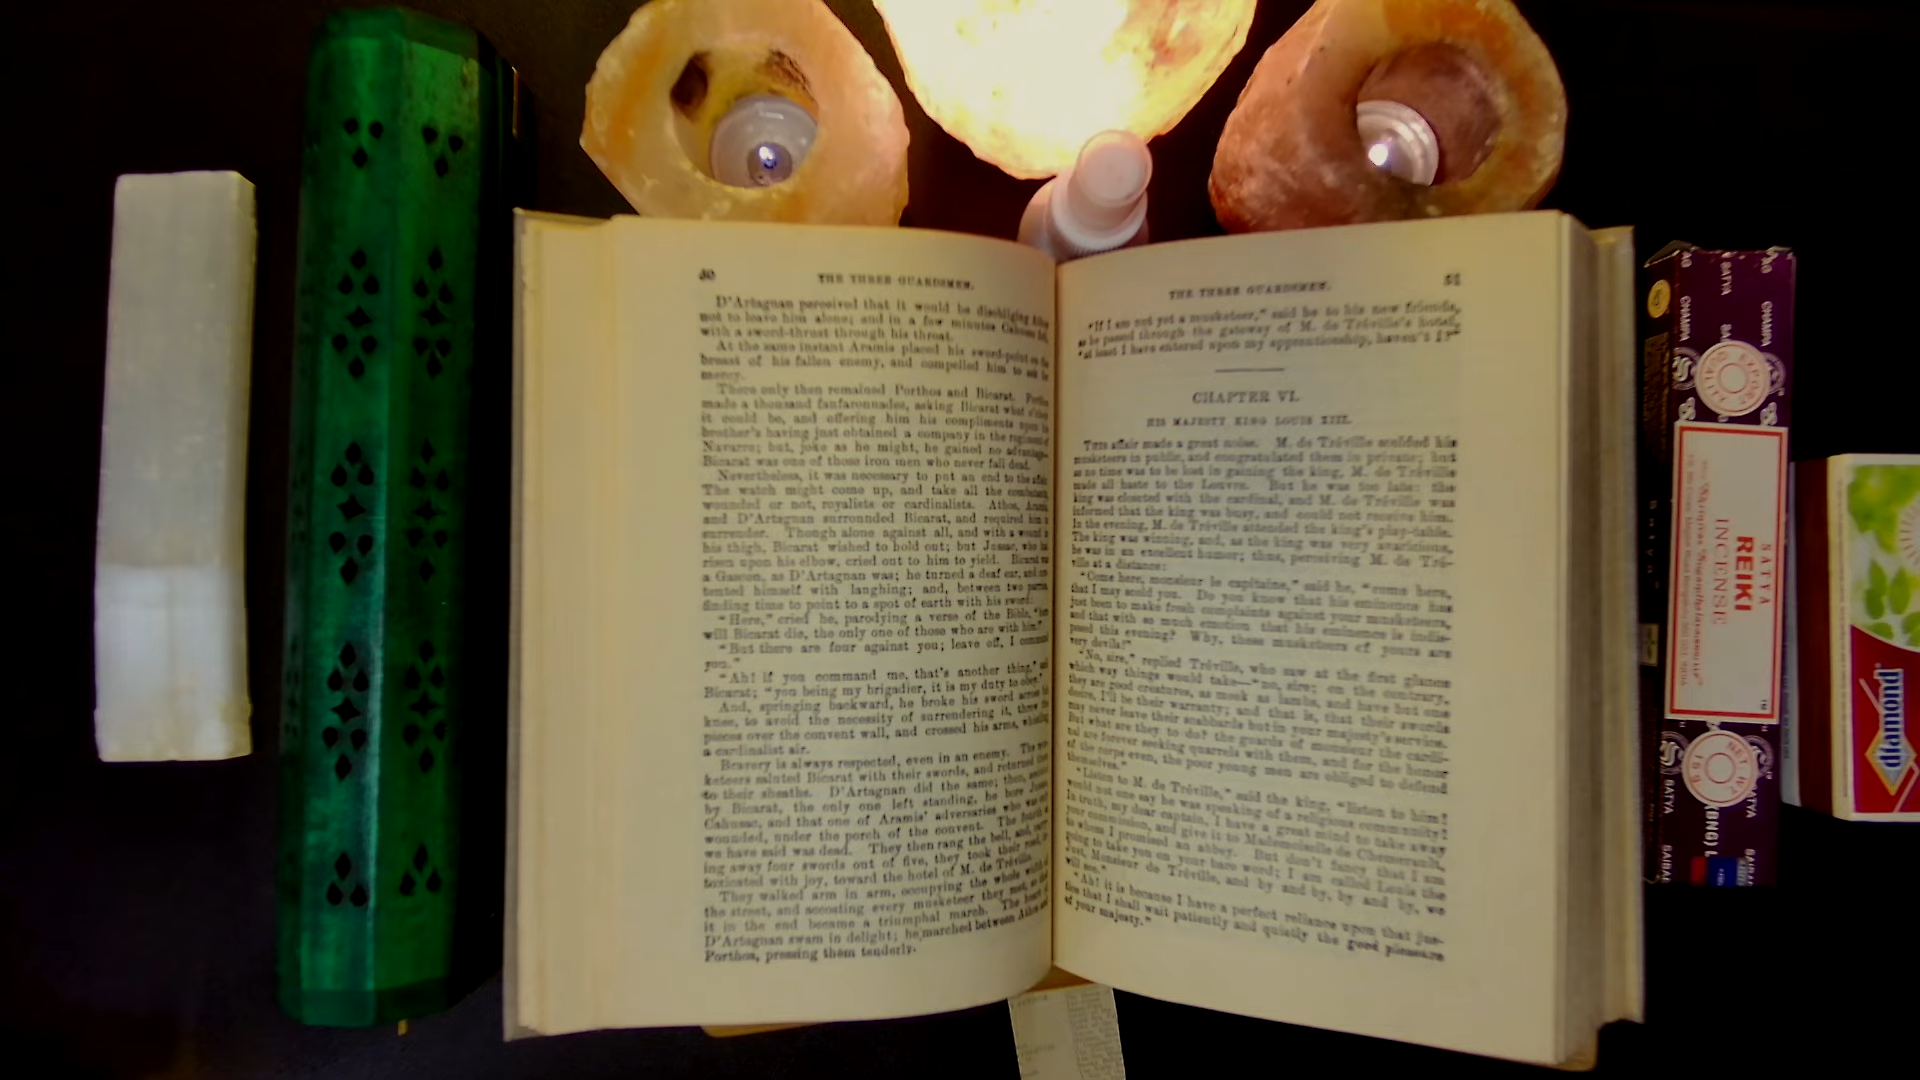 50 THE THREE GUARDSMEN.
D'Artagnan perceived that it would be disobliging Athos
not to leave him alone; and in a few minutes Cahusac fell,
with a sword-thrust through his throat.
At the same instant Aramis placed his sword-point on the
breast of his fallen enemy, and compelled him to ask for
mercy.
There only then remained Porthos and Bicarat. Porthos
made a thousand fanfaronnades, asking Bicarat what o'clock
it could be, and offering him his compliments upon his
brother's having just obtained a company in the regiment of
Navarre; but, joke as he might, he gained no advantage.
Bicarat was one of those iron men who never fall dead.
Nevertheless, it was necessary to put an end to the affair.
The watch might come up, and take all the combatants,
wounded or not, royalists or cardinalists. Athos, Aramis,
and D'Artagnan surrounded Bicarat, and required him to
surrender. Though alone against all, and with a wound in
his thigh, Bicarat wished to hold out; but Jussac, who had
risen upon his elbow, cried out to him to yield. Bicarat was
a Gascon, as D'Artagnan was; he turned a deaf ear, and con-
tented himself with laughing; and, between two parries,
finding time to point to a spot of earth with his sword:
"Here," cried he, parodying a verse of the Bible, "here
will Bicarat die, the only one of those who are with him."
"But there are four against you; leave off, I command
you."
"Ah! if you command me, that's another thing," said
Bicarat; "you being my brigadier, it is my duty to obey."
And, springing backward, he broke his sword across his
knee, to avoid the necessity of surrendering it, threw the
pieces over the convent wall, and crossed his arms, whistling
a cardinalist air.
Bravery is always respected, even in an enemy. The mus-
keteers saluted Bicarat with their swords, and returned them
to their sheaths. D'Artagnan did the same; then, assisted
by Bicarat, the only one left standing, he bore Jussac,
Cahusac, and that one of Aramis' adversaries who was only
wounded, under the porch of the convent. The fourth, as
we have said was dead. They then rang the bell, and, carry-
ing away four swords out of five, they took their road, in-
toxicated with joy, toward the hotel of M. de Tréville.
They walked arm in arm, occupying the whole width of
the street, and accosting every musketeer they met, so that
it in the end became a triumphal march. The heart of
D'Artagnan swam in delight; he marched between Athos and
Porthos, pressing them tenderly.
THE THREE GUARDSMEN. 51
"If I am not yet a musketeer," said he to his new friends,
as he passed through the gateway of M. de Tréville's hotel,
"at least I have entered upon my apprenticeship, haven't I?"
CHAPTER VI.
HIS MAJESTY KING LOUIS XIII.
THIS affair made a great noise. M. de Tréville scolded his
musketeers in public, and congratulated them in private; but
as no time was to be lost in gaining the king, M. de Tréville
made all haste to the Louvre. But he was too late: the
king was closeted with the cardinal, and M. de Tréville was
informed that the king was busy, and could not receive him.
In the evening, M. de Tréville attended the king's play-table.
The king was winning, and, as the king was very avaricious,
he was in an excellent humor; thus, perceiving M. de Tré-
ville at a distance:
"Come here, monsieur le capitaine," said he, "come here,
that I may scold you. Do you know that his eminence has
just been to make fresh complaints against your musketeers,
and that with so much emotion that his eminence is indis-
posed this evening? Why, these musketeers of yours are
very devils!"
"No, sire," replied Tréville, who saw at the first glance
which way things would take—"no, sire; on the contrary,
they are good creatures, as meek as lambs, and have but one
desire, I'll be their warranty; and that is, that their swords
may never leave their scabbards but in your majesty's service.
But what are they to do? the guards of monsieur the cardi-
nal are forever seeking quarrels with them, and for the honor
of the corps even, the poor young men are obliged to defend
themselves."
"Listen to M. de Tréville," said the king, "listen to him!
would not one say he was speaking of a religious community!
In truth, my dear captain, I have a great mind to take away
your commission, and give it to Mademoiselle de Chemerault,
to whom I promised an abbey. But don't fancy that I am
going to take you on your bare word; I am called Louis the
Just, Monsieur de Tréville, and by and by, by and by, we
will see."
"Ah! it is because I have a perfect reliance upon that jus-
tice that I shall wait patiently and quietly the good pleasure
of your majesty."
SATYA
REIKI
INCENSE
CHAMPA
SATYA
NET WT
15g
diamond